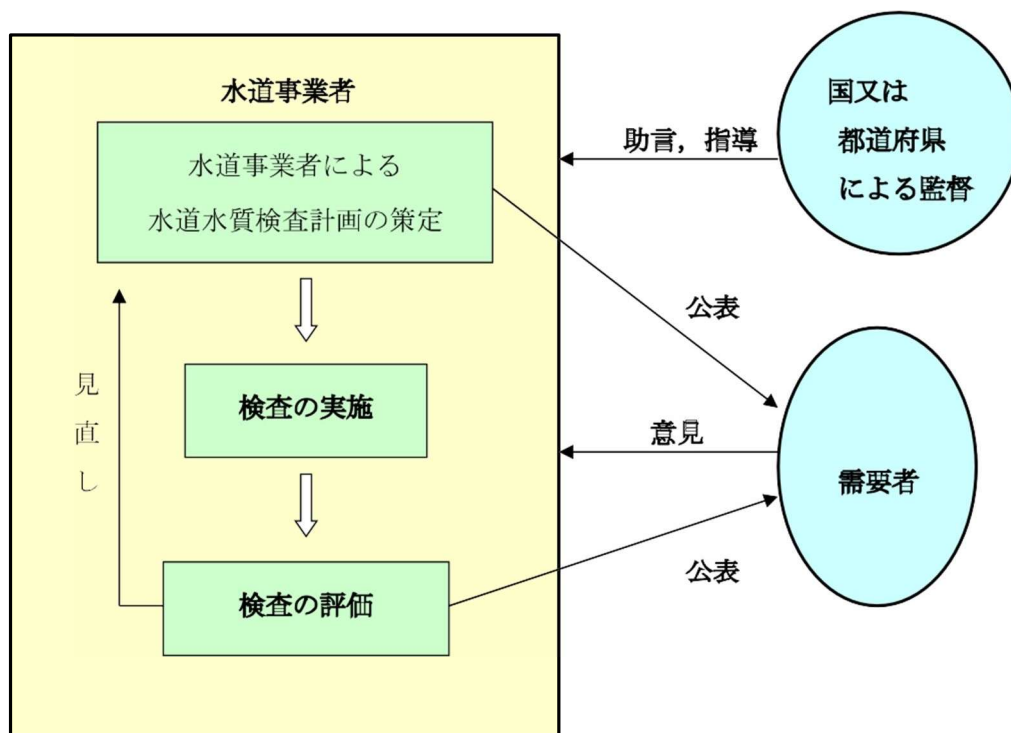 水道事業者
水道事業者による
水道水質検査計画の策定
検査の実施
検査の評価
見直し
助言，指導
国又は
都道府県
による監督
公表
意見
需要者
公表